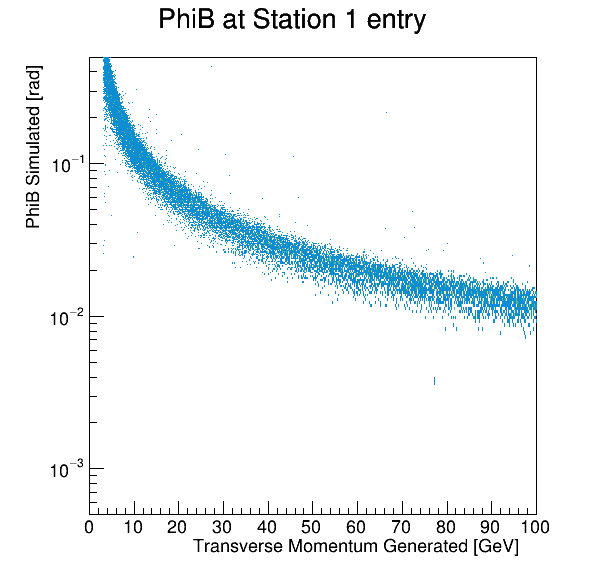 PhiB at Station 1 entry
PhiB Simulated [rad]
10−1
10−2
10−3
0 10 20 30 40 50 60 70 80 90 100
Transverse Momentum Generated [GeV]